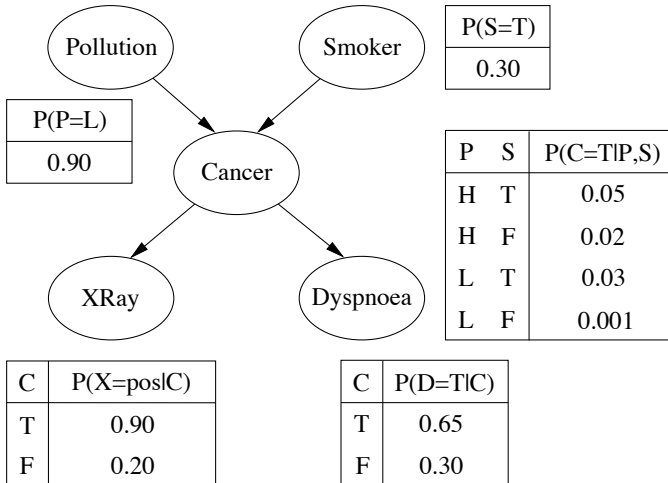 Pollution
Smoker
P(S=T)
0.30
P(P=L)
0.90
Cancer
P S P(C=T|P,S)
H T 0.05
H F 0.02
L T 0.03
L F 0.001
XRay
Dyspnoea
C P(X=pos|C)
T 0.90
F 0.20
C P(D=T|C)
T 0.65
F 0.30